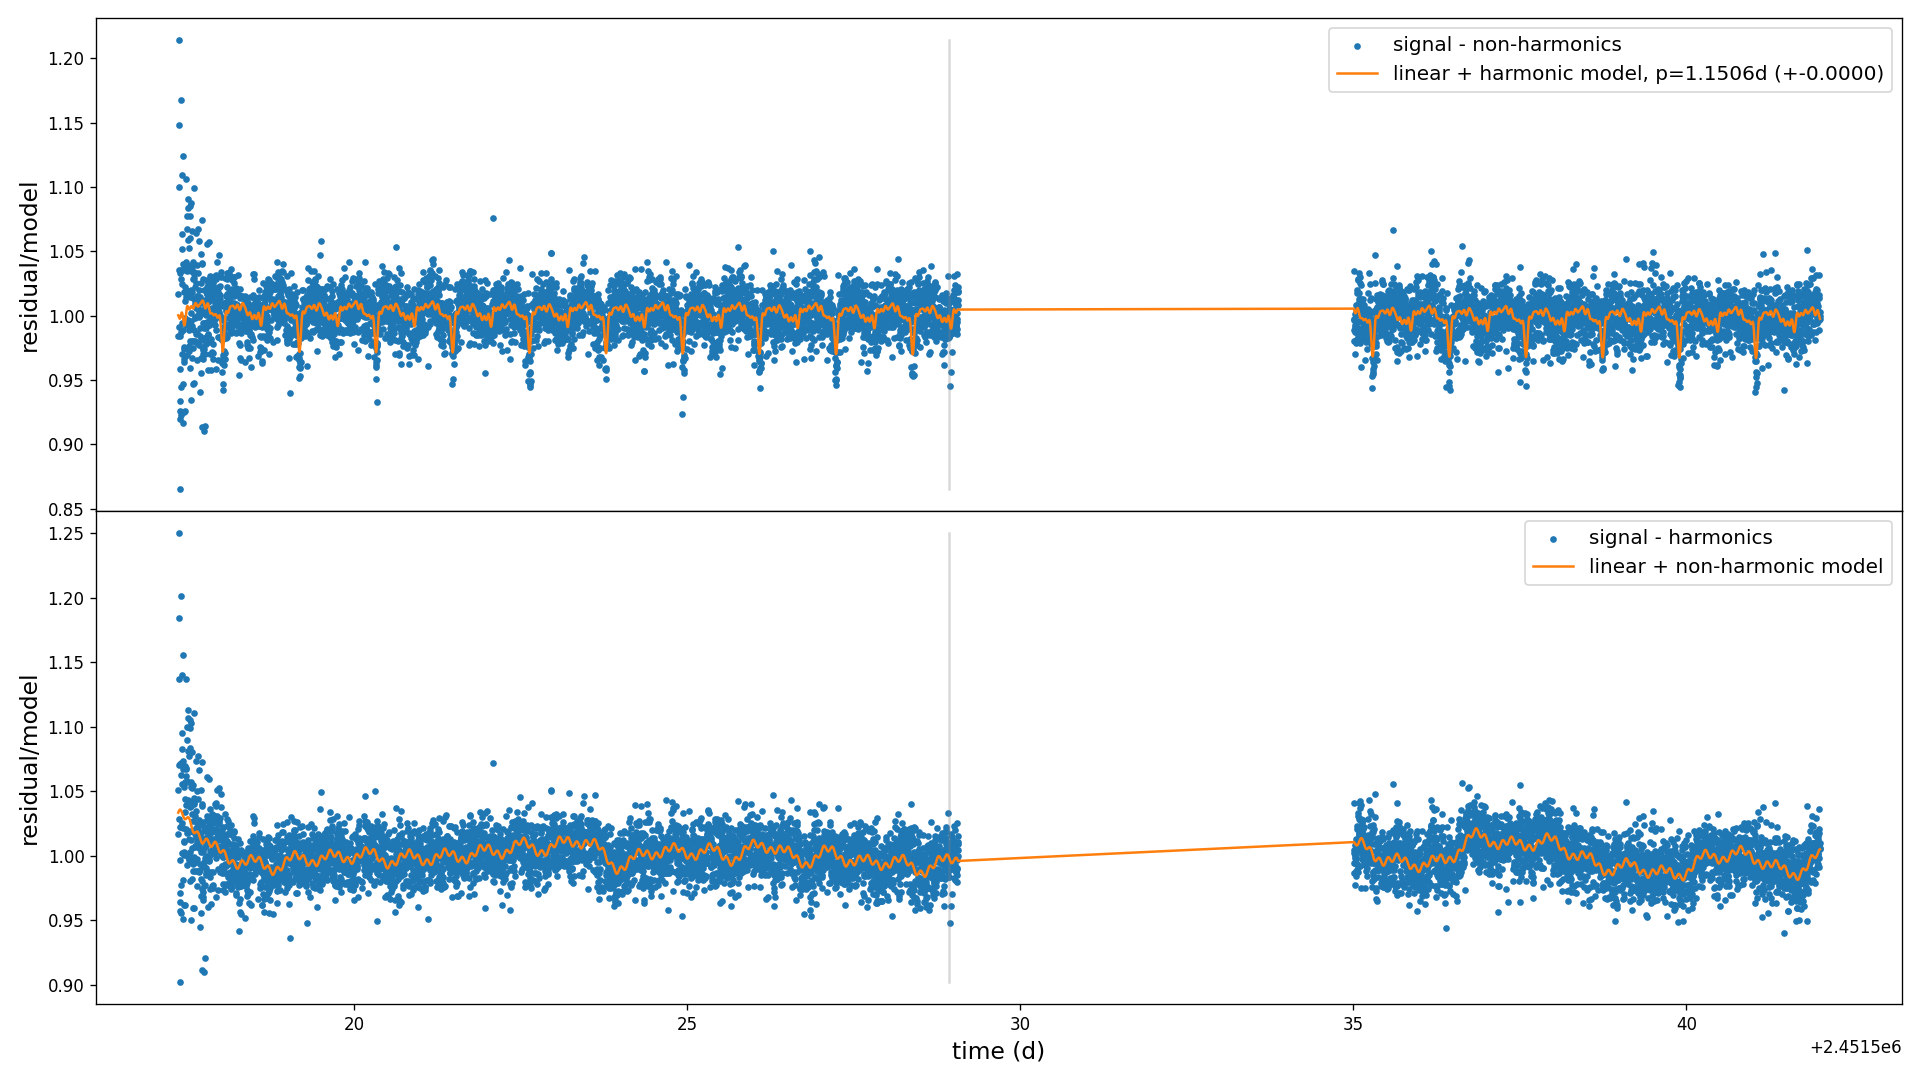 signal - non-harmonics
linear + harmonic model, p=1.1506d (+-0.0000)
residual/model
1.20
1.15
1.10
1.05
1.00
0.95
0.90
0.85
signal - harmonics
linear + non-harmonic model
residual/model
1.25
1.20
1.15
1.10
1.05
1.00
0.95
0.90
20
25
30
35
40
time (d)
+2.4515e6